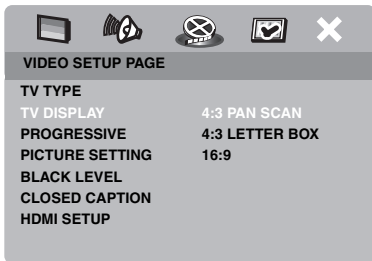 VIDEO SETUP PAGE
TV TYPE
TV DISPLAY 4:3 PAN SCAN
PROGRESSIVE 4:3 LETTER BOX
PICTURE SETTING 16:9
BLACK LEVEL
CLOSED CAPTION
HDMI SETUP